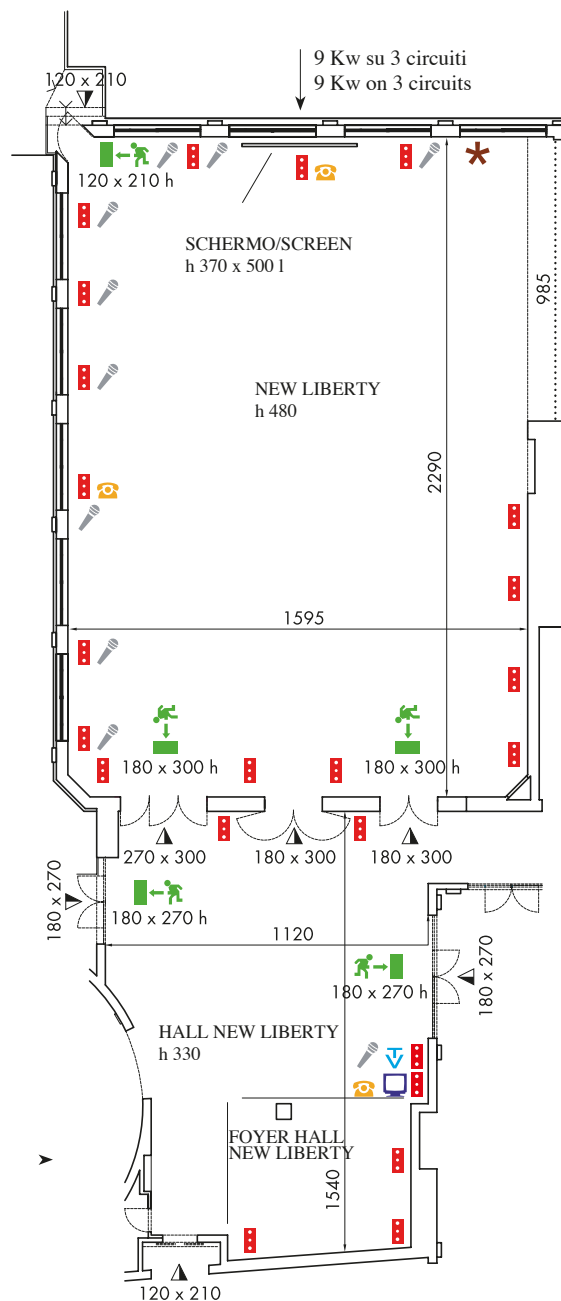 9 Kw su 3 circuiti
9 Kw on 3 circuits
120 x 210
120 x 210 h
SCHERMO/SCREEN
h 370 x 500 l
985
NEW LIBERTY
h 480
2290
1595
180 x 300 h
180 x 300 h
270 x 300
180 x 300
180 x 300
180 x 270
180 x 270 h
1120
180 x 270 h
180 x 270
HALL NEW LIBERTY
h 330
FOYER HALL
NEW LIBERTY
1540
120 x 210